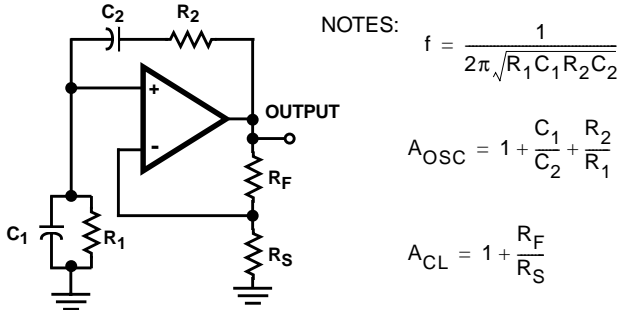 C2
R2
NOTES:
f = 1 / 2π√R1C1R2C2
+
OUTPUT
-
AOSC = 1 + C1/C2 + R2/R1
RF
C1
R1
RS
ACL = 1 + RF/RS